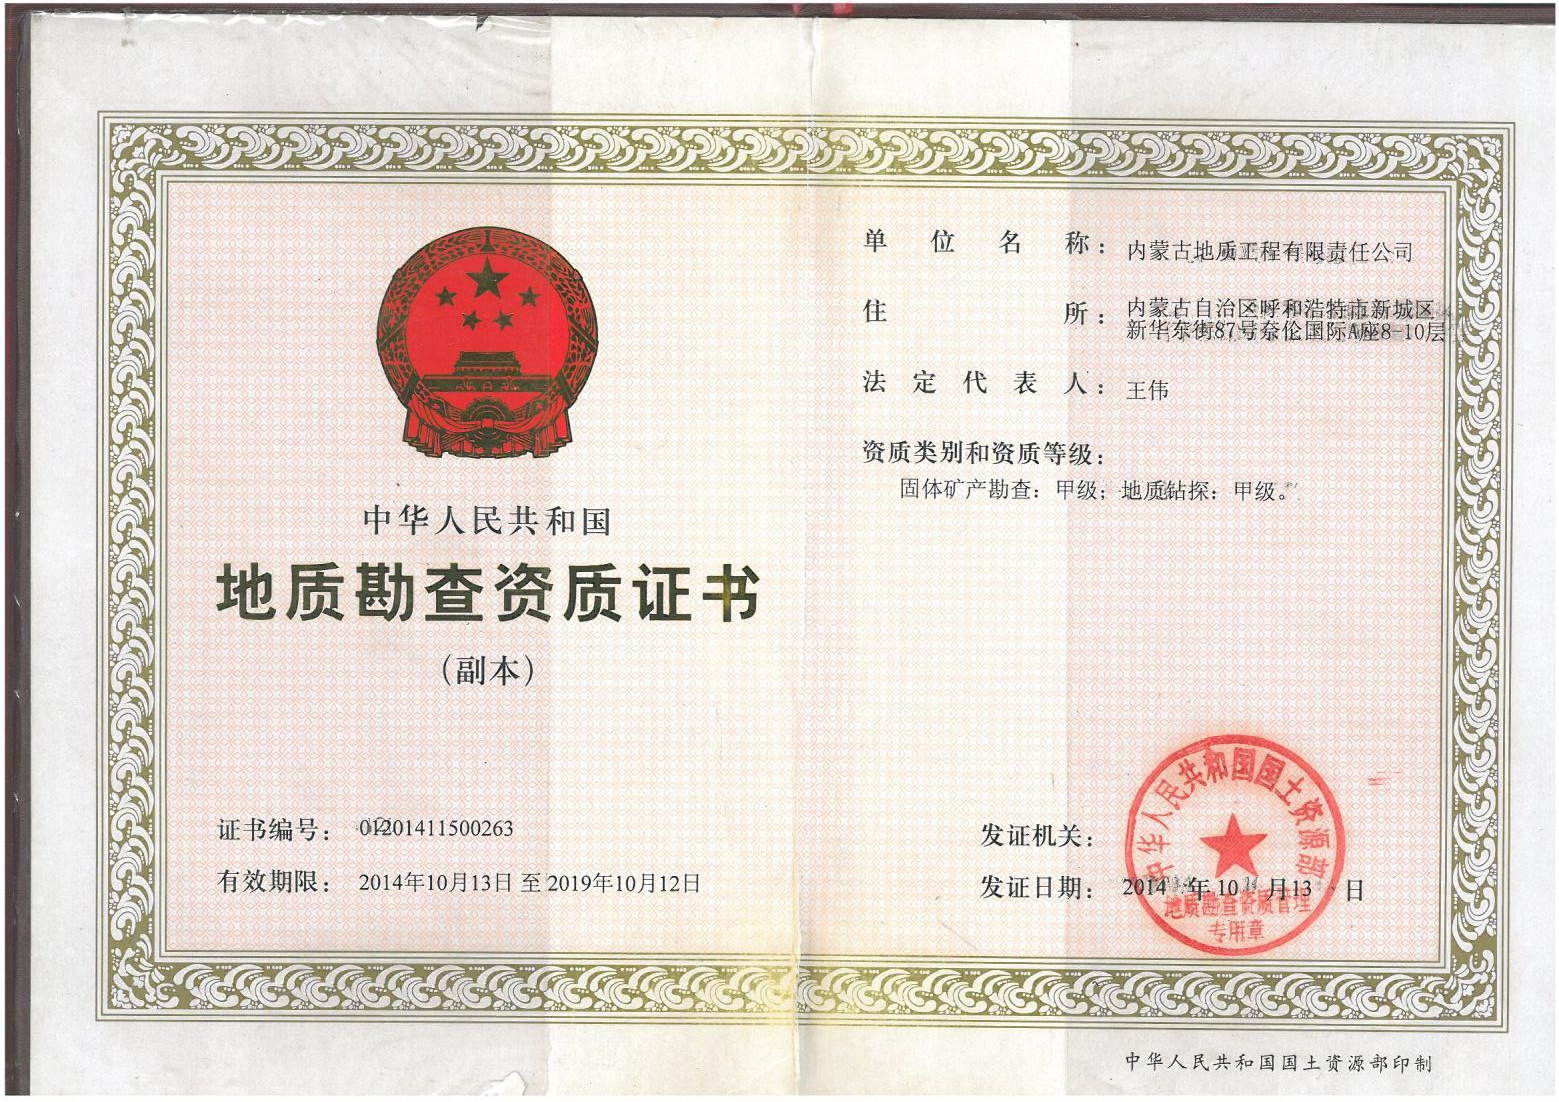 中华人民共和国
地质勘查资质证书
(副本)
证书编号: 01201411500263
有效期限: 2014年10月13日 至 2019年10月12日
单位名称: 内蒙古地质工程有限责任公司
住所: 内蒙古自治区呼和浩特市新城区
新华东街87号奈伦国际A座8-10层
法定代表人: 王伟
资质类别和资质等级:
固体矿产勘查: 甲级; 地质钻探: 甲级。
发证机关:
发证日期: 2014年10月13日
中华人民共和国国土资源部
地质勘查资质管理
专用章
中华人民共和国国土资源部印制